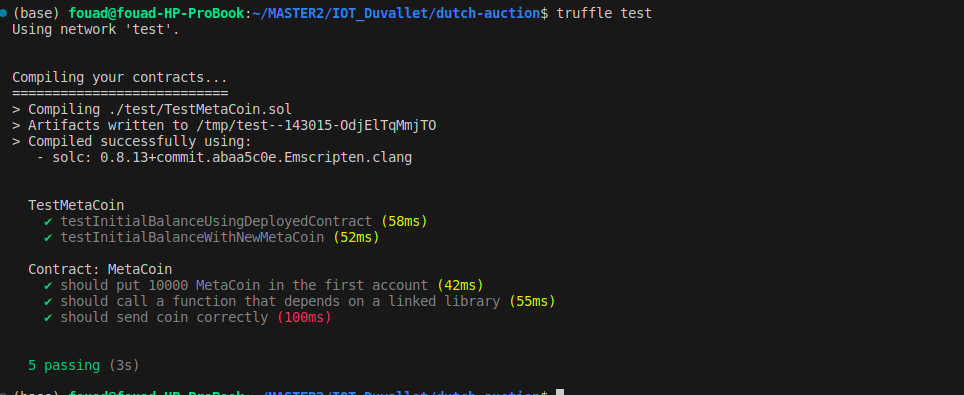 (base) fouad@fouad-HP-ProBook:~/MASTER2/IOT_Duvallet/dutch-auction$ truffle test
Using network 'test'.
Compiling your contracts...
===========================
> Compiling ./test/TestMetaCoin.sol
> Artifacts written to /tmp/test--143015-OdjElTqMmjTO
> Compiled successfully using:
- solc: 0.8.13+commit.abaa5c0e.Emscripten.clang
TestMetaCoin
✔ testInitialBalanceUsingDeployedContract (58ms)
✔ testInitialBalanceWithNewMetaCoin (52ms)
Contract: MetaCoin
✔ should put 10000 MetaCoin in the first account (42ms)
✔ should call a function that depends on a linked library (55ms)
✔ should send coin correctly (100ms)
5 passing (3s)
(base) fouad@fouad-HP-ProBook:~/MASTER2/IOT_Duvallet/dutch-auction$